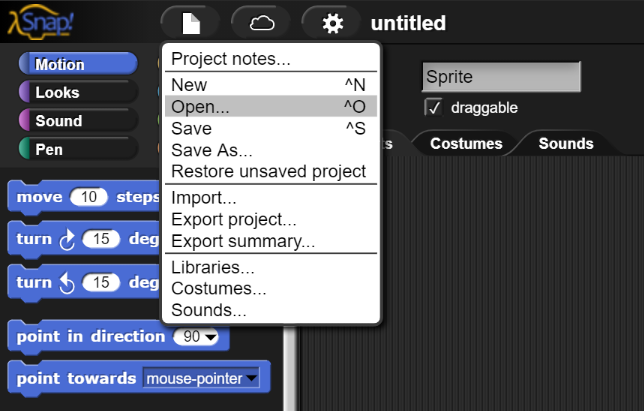 λSnap!
untitled
Project notes...
New ^N
Open... ^O
Save ^S
Save As...
Restore unsaved project
Import...
Export project...
Export summary...
Libraries...
Costumes...
Sounds...
Motion
Looks
Sound
Pen
move 10 steps
turn 15 deg
turn 15 deg
point in direction 90
point towards mouse-pointer
Sprite
draggable
Costumes
Sounds